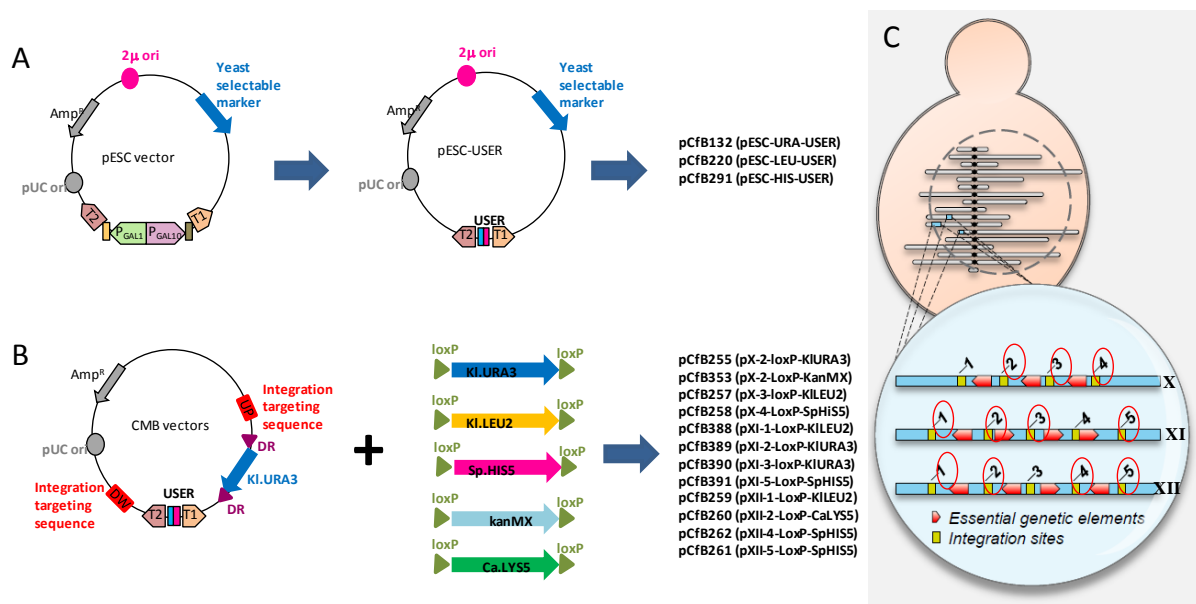 A
2μ ori
Yeast
selectable
marker
Amp^R
pESC vector
pUC ori
T2
P_GAL1
P_GAL10
T1
2μ ori
Yeast
selectable
marker
Amp^R
pESC-USER
pUC ori
USER
T2
T1
pCfB132 (pESC-URA-USER)
pCfB220 (pESC-LEU-USER)
pCfB291 (pESC-HIS-USER)
B
Amp^R
CMB vectors
pUC ori
UP
Integration
targeting
sequence
DR
Kl.URA3
DR
Integration
targeting
sequence
DW
USER
T2
T1
+
loxP
loxP
Kl.URA3
loxP
loxP
Kl.LEU2
loxP
loxP
Sp.HIS5
loxP
loxP
kanMX
loxP
loxP
Ca.LYS5
pCfB255 (pX-2-loxP-KlURA3)
pCfB353 (pX-2-LoxP-KanMX)
pCfB257 (pX-3-loxP-KlLEU2)
pCfB258 (pX-4-LoxP-SpHiS5)
pCfB388 (pXI-1-LoxP-KlLEU2)
pCfB389 (pXI-2-LoxP-KlURA3)
pCfB390 (pXI-3-loxP-KlURA3)
pCfB391 (pXI-5-LoxP-SpHIS5)
pCfB259 (pXII-1-LoxP-KlLEU2)
pCfB260 (pXII-2-LoxP-CaLYS5)
pCfB262 (pXII-4-LoxP-SpHIS5)
pCfB261 (pXII-5-LoxP-SpHIS5)
C
1 2 3 4
X
1 2 3 4 5
XI
1 2 3 4 5
XII
Essential genetic elements
Integration sites